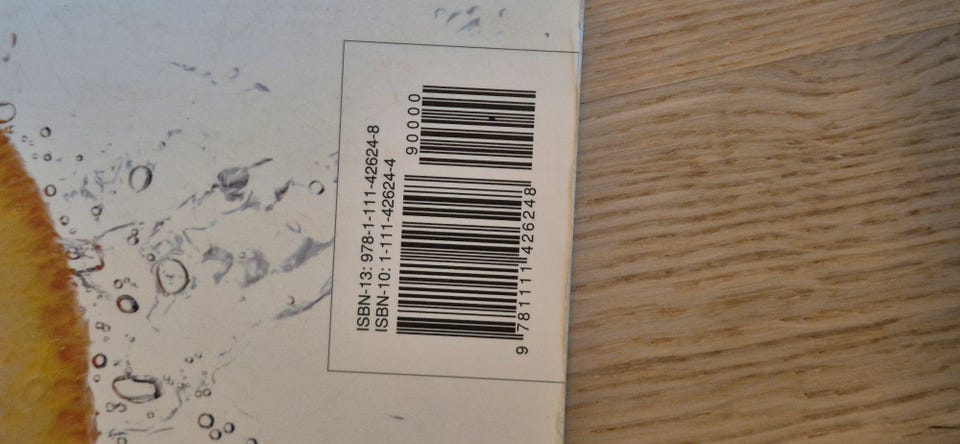 ISBN-13: 978-1-111-42624-8
ISBN-10: 1-111-42624-4
90000
9 781111 426248